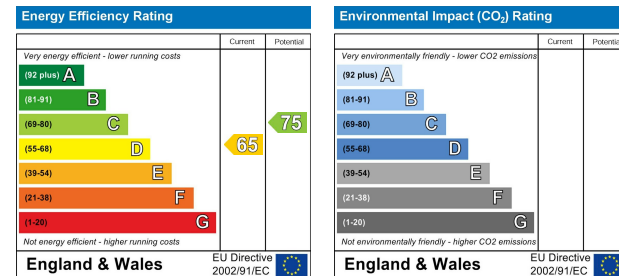 Energy Efficiency Rating
Current Potential
Very energy efficient - lower running costs
(92 plus) A
(81-91) B
(69-80) C
75
(55-68) D
65
(39-54) E
(21-38) F
(1-20) G
Not energy efficient - higher running costs
England & Wales
EU Directive
2002/91/EC
Environmental Impact (CO₂) Rating
Current Potentia
Very environmentally friendly - lower CO2 emissions
(92 plus) A
(81-91) B
(69-80) C
(55-68) D
(39-54) E
(21-38) F
(1-20) G
Not environmentally friendly - higher CO2 emissions
England & Wales
EU Directive
2002/91/EC